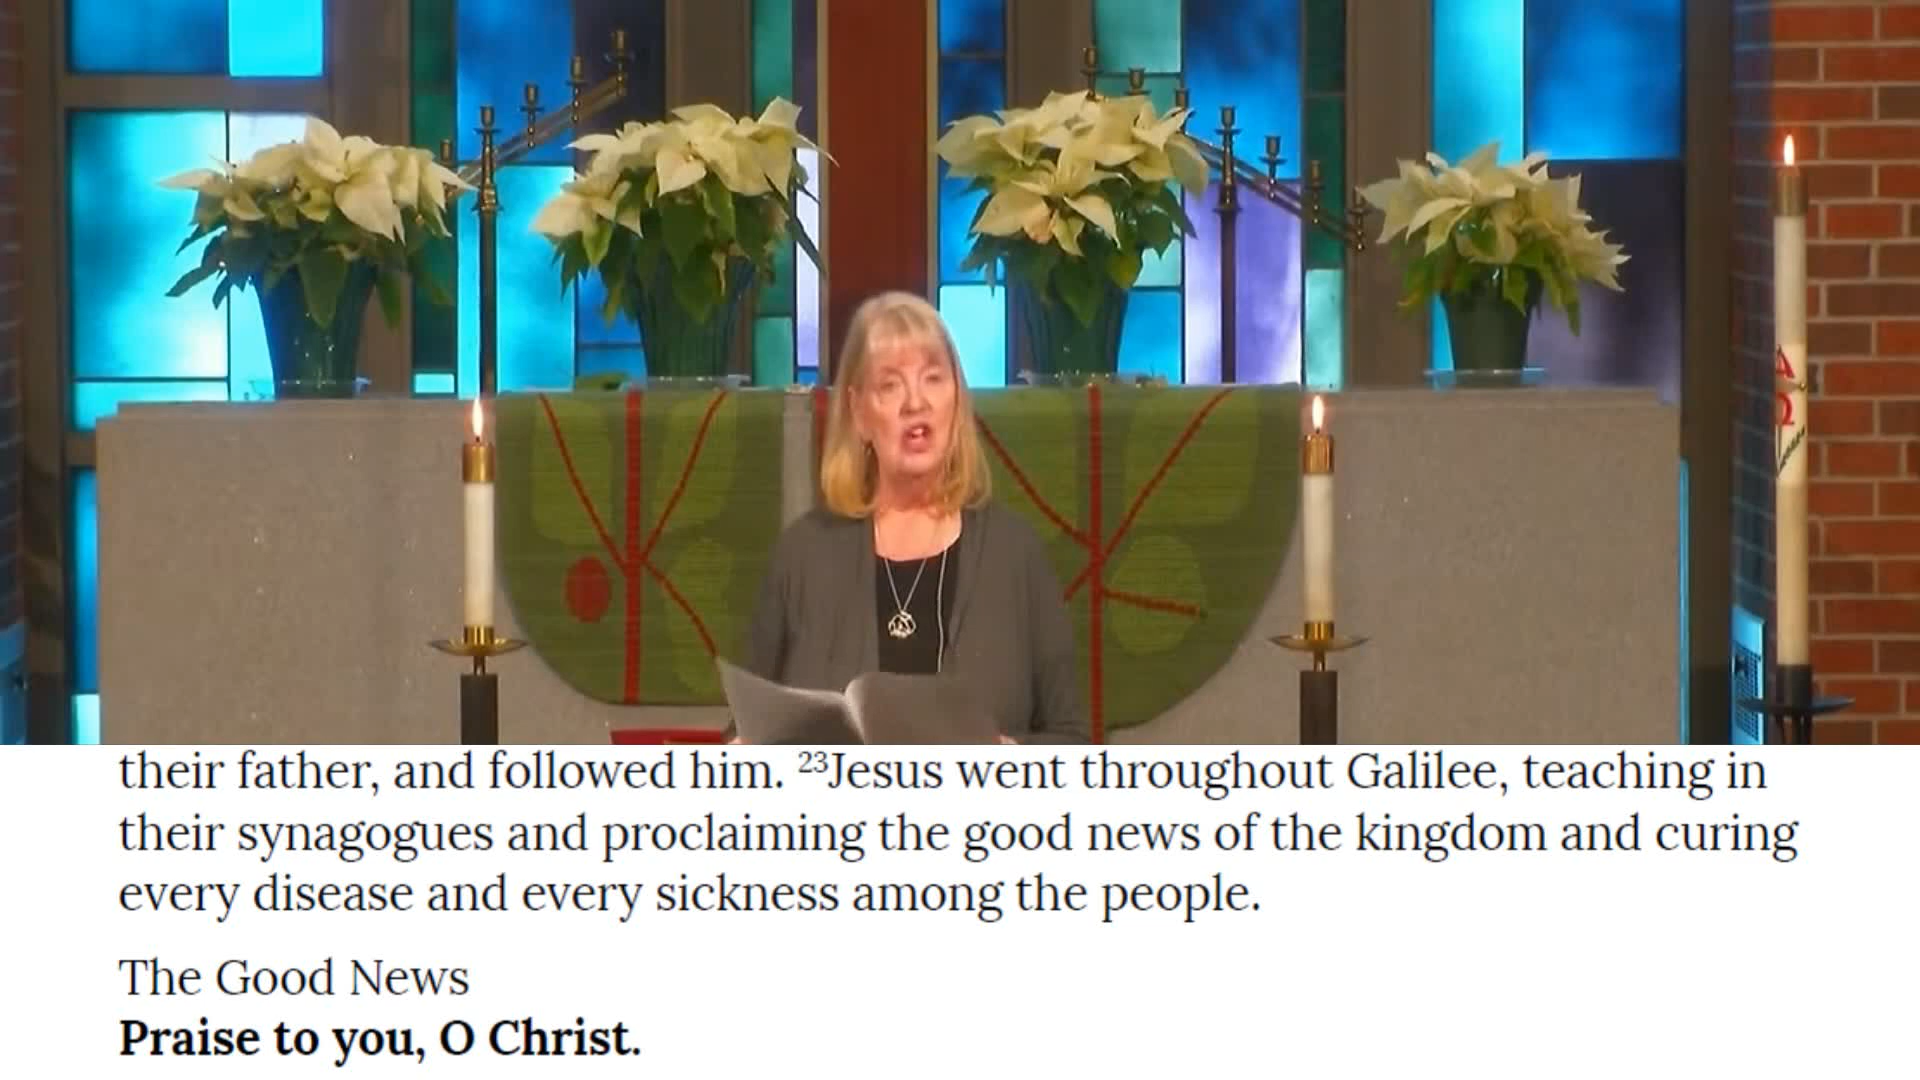 Α
Ω
their father, and followed him. ²³Jesus went throughout Galilee, teaching in
their synagogues and proclaiming the good news of the kingdom and curing
every disease and every sickness among the people.
The Good News
Praise to you, O Christ.